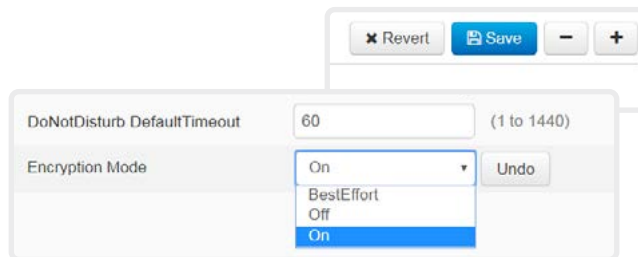 Revert Save
DoNotDisturb DefaultTimeout 60 (1 to 1440)
Encryption Mode On Undo
BestEffort
Off
On